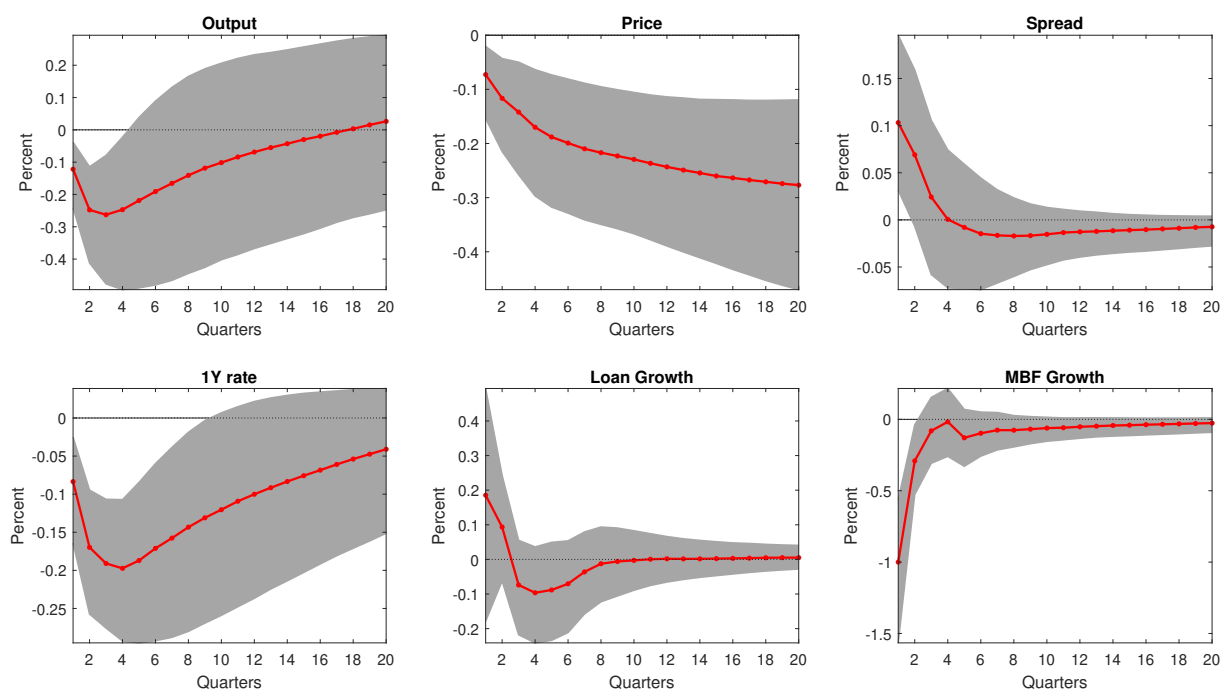 Output
Percent
0.2
0.1
0
-0.1
-0.2
-0.3
-0.4
2 4 6 8 10 12 14 16 18 20
Quarters
Price
Percent
0
-0.1
-0.2
-0.3
-0.4
2 4 6 8 10 12 14 16 18 20
Quarters
Spread
Percent
0.15
0.1
0.05
0
-0.05
2 4 6 8 10 12 14 16 18 20
Quarters
1Y rate
Percent
0
-0.05
-0.1
-0.15
-0.2
-0.25
2 4 6 8 10 12 14 16 18 20
Quarters
Loan Growth
Percent
0.4
0.3
0.2
0.1
0
-0.1
-0.2
2 4 6 8 10 12 14 16 18 20
Quarters
MBF Growth
Percent
0
-0.5
-1
-1.5
2 4 6 8 10 12 14 16 18 20
Quarters